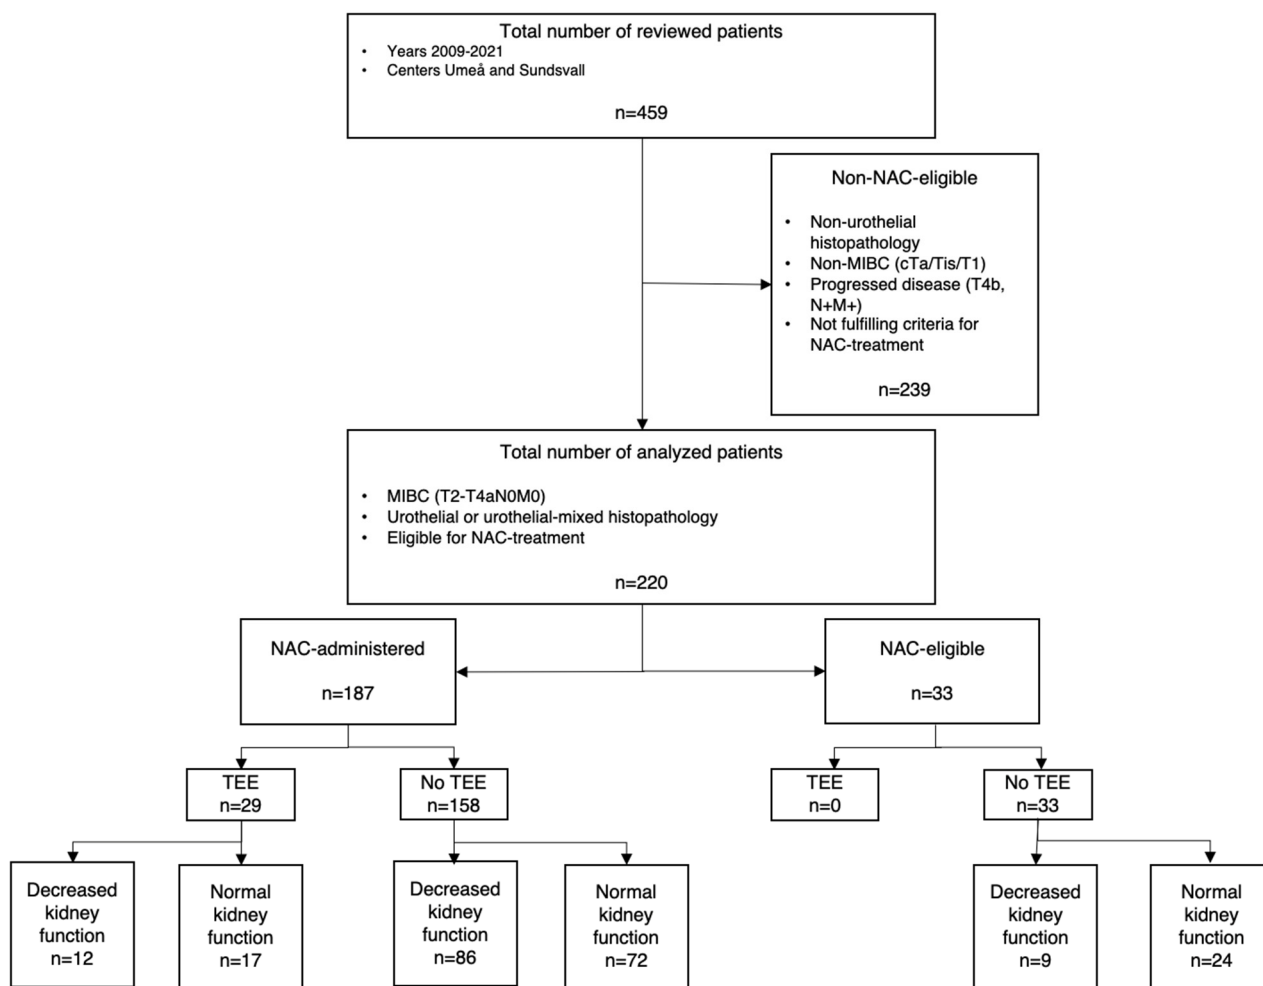 Total number of reviewed patients
• Years 2009-2021
• Centers Umeå and Sundsvall
n=459
Non-NAC-eligible
• Non-urothelial
histopathology
• Non-MIBC (cTa/Tis/T1)
• Progressed disease (T4b,
N+M+)
• Not fulfilling criteria for
NAC-treatment
n=239
Total number of analyzed patients
• MIBC (T2-T4aN0M0)
• Urothelial or urothelial-mixed histopathology
• Eligible for NAC-treatment
n=220
NAC-administered
n=187
NAC-eligible
n=33
TEE
n=29
No TEE
n=158
TEE
n=0
No TEE
n=33
Decreased
kidney
function
n=12
Normal
kidney
function
n=17
Decreased
kidney
function
n=86
Normal
kidney
function
n=72
Decreased
kidney
function
n=9
Normal
kidney
function
n=24